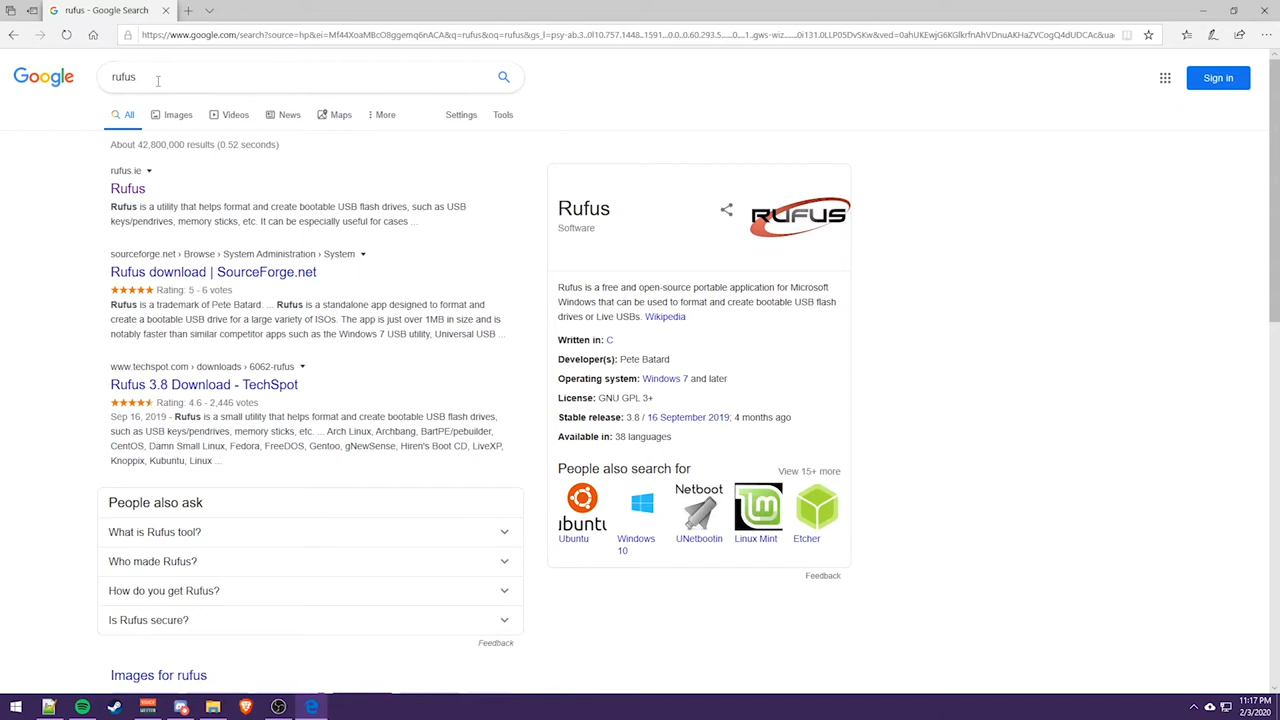 rufus - Google Search
https://www.google.com/search?source=hp&ei=Mf44XoaMBcO8ggemq6nACA&q=rufus&oq=rufus&gs_l=psy-ab.3..0l10.757.1448..1591...0.0..0.60.293.5......0....1..gws-wiz.......0i131.0LLP05DvSKw&ved=0ahUKEwjG6KGlkrfnAhVDnuAKHaZVCogQ4dUDCAc&uact
Google
rufus
Sign in
All
Images
Videos
News
Maps
More
Settings
Tools
About 42,800,000 results (0.52 seconds)
rufus.ie
Rufus
Rufus is a utility that helps format and create bootable USB flash drives, such as USB
keys/pendrives, memory sticks, etc. It can be especially useful for cases ...
sourceforge.net › Browse › System Administration › System
Rufus download | SourceForge.net
Rating: 5 - 6 votes
Rufus is a trademark of Pete Batard. ... Rufus is a standalone app designed to format and
create a bootable USB drive for a large variety of ISOs. The app is just over 1MB in size and is
notably faster than similar competitor apps such as the Windows 7 USB utility, Universal USB ...
www.techspot.com › downloads › 6062-rufus
Rufus 3.8 Download - TechSpot
Rating: 4.6 - 2,446 votes
Sep 16, 2019 - Rufus is a small utility that helps format and create bootable USB flash drives,
such as USB keys/pendrives, memory sticks, etc. ... Arch Linux, Archbang, BartPE/pebuilder,
CentOS, Damn Small Linux, Fedora, FreeDOS, Gentoo, gNewSense, Hiren's Boot CD, LiveXP,
Knoppix, Kubuntu, Linux ...
People also ask
What is Rufus tool?
Who made Rufus?
How do you get Rufus?
Is Rufus secure?
Feedback
Images for rufus
Rufus
Software
RUFUS
Rufus is a free and open-source portable application for Microsoft
Windows that can be used to format and create bootable USB flash
drives or Live USBs. Wikipedia
Written in: C
Developer(s): Pete Batard
Operating system: Windows 7 and later
License: GNU GPL 3+
Stable release: 3.8 / 16 September 2019; 4 months ago
Available in: 38 languages
People also search for
View 15+ more
ubuntu
Netboot
Ubuntu
Windows
10
UNetbootin
Linux Mint
Etcher
Feedback
11:17 PM
2/3/2020